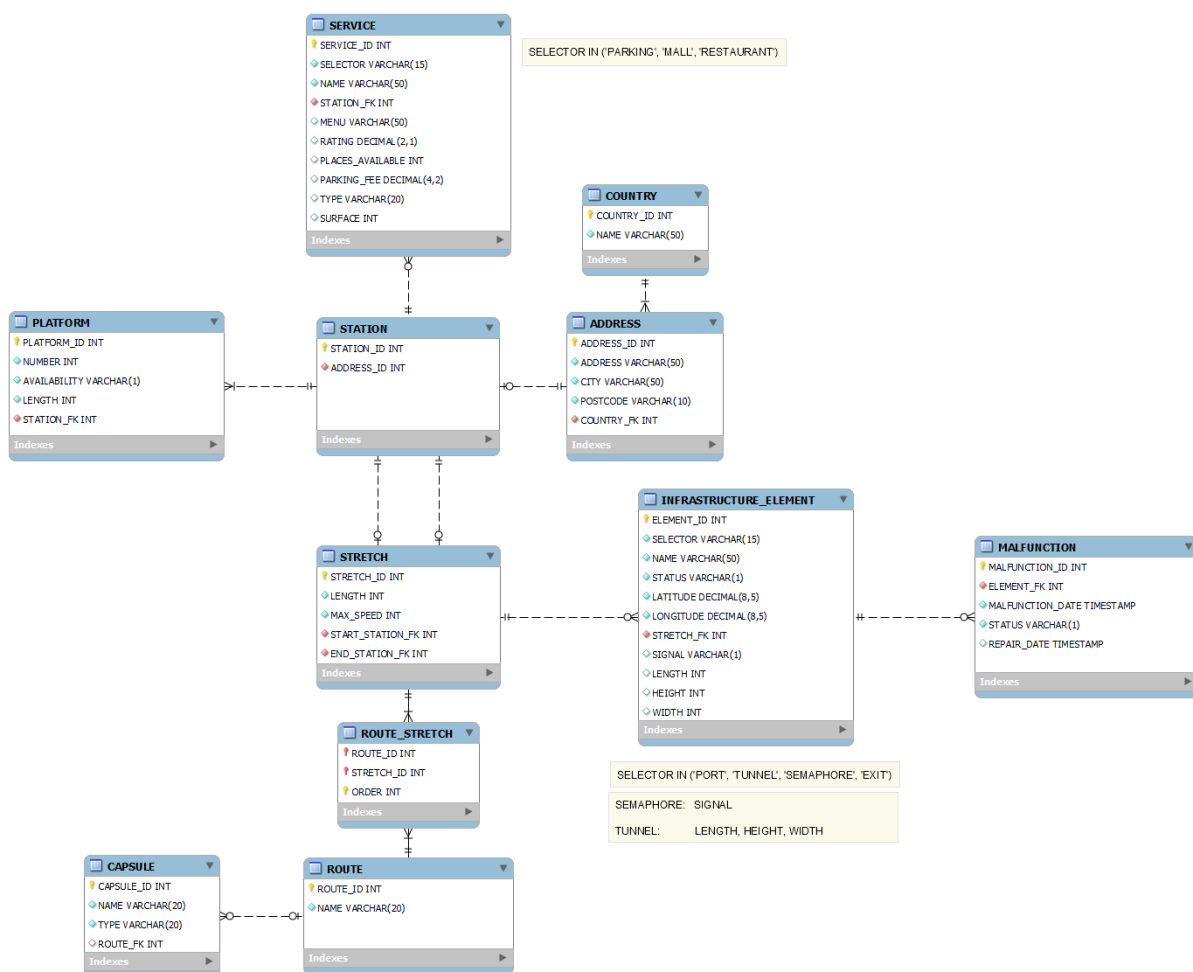 SERVICE
SERVICE_ID INT
SELECTOR VARCHAR(15)
NAME VARCHAR(50)
STATION_FK INT
MENU VARCHAR(50)
RATING DECIMAL(2,1)
PLACES_AVAILABLE INT
PARKING_FEE DECIMAL(4,2)
TYPE VARCHAR(20)
SURFACE INT
Indexes
SELECTOR IN ('PARKING', 'MALL', 'RESTAURANT')
COUNTRY
COUNTRY_ID INT
NAME VARCHAR(50)
Indexes
PLATFORM
PLATFORM_ID INT
NUMBER INT
AVAILABILITY VARCHAR(1)
LENGTH INT
STATION_FK INT
Indexes
STATION
STATION_ID INT
ADDRESS_ID INT
Indexes
ADDRESS
ADDRESS_ID INT
ADDRESS VARCHAR(50)
CITY VARCHAR(50)
POSTCODE VARCHAR(10)
COUNTRY_FK INT
Indexes
STRETCH
STRETCH_ID INT
LENGTH INT
MAX_SPEED INT
START_STATION_FK INT
END_STATION_FK INT
Indexes
INFRASTRUCTURE_ELEMENT
ELEMENT_ID INT
SELECTOR VARCHAR(15)
NAME VARCHAR(50)
STATUS VARCHAR(1)
LATITUDE DECIMAL(8,5)
LONGITUDE DECIMAL(8,5)
STRETCH_FK INT
SIGNAL VARCHAR(1)
LENGTH INT
HEIGHT INT
WIDTH INT
Indexes
MALFUNCTION
MALFUNCTION_ID INT
ELEMENT_FK INT
MALFUNCTION_DATE TIMESTAMP
STATUS VARCHAR(1)
REPAIR_DATE TIMESTAMP
Indexes
ROUTE_STRETCH
ROUTE_ID INT
STRETCH_ID INT
ORDER INT
Indexes
SELECTOR IN ('PORT', 'TUNNEL', 'SEMAPHORE', 'EXIT')
SEMAPHORE: SIGNAL
TUNNEL: LENGTH, HEIGHT, WIDTH
CAPSULE
CAPSULE_ID INT
NAME VARCHAR(20)
TYPE VARCHAR(20)
ROUTE_FK INT
Indexes
ROUTE
ROUTE_ID INT
NAME VARCHAR(20)
Indexes